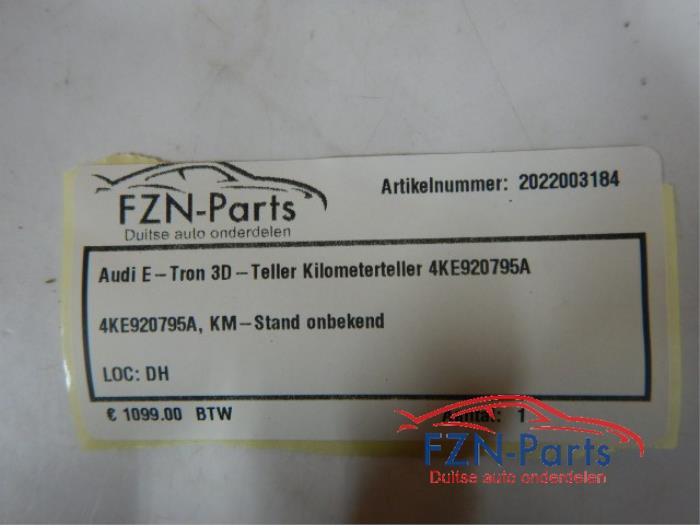 FZN-Parts
Duitse auto onderdelen
Artikelnummer: 2022003184
Audi E-Tron 3D-Teller Kilometerteller 4KE920795A
4KE920795A, KM-Stand onbekend
LOC: DH
€ 1099.00 BTW
Aantal: 1
FZN-Parts
Duitse auto onderdelen